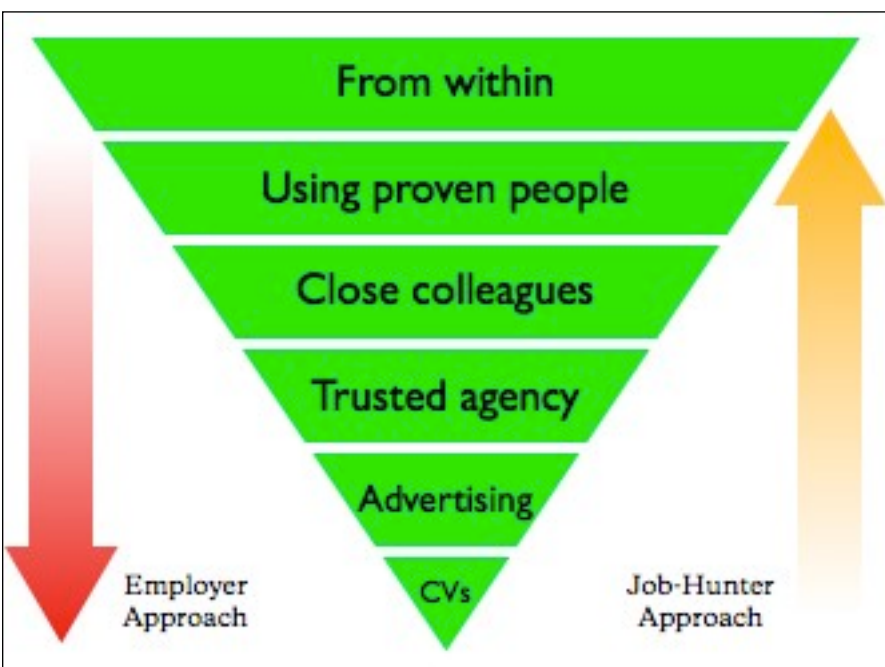 From within
Using proven people
Close colleagues
Trusted agency
Advertising
CVs
Employer
Approach
Job-Hunter
Approach